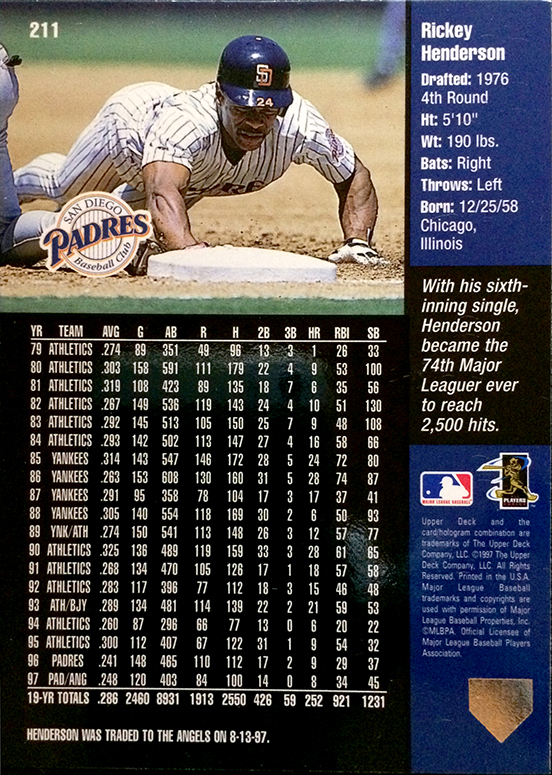 211
SD
24
SAN DIEGO
PADRES
Baseball Club
Rickey
Henderson
Drafted: 1976
4th Round
Ht: 5'10"
Wt: 190 lbs.
Bats: Right
Throws: Left
Born: 12/25/58
Chicago,
Illinois
With his sixth-
inning single,
Henderson
became the
74th Major
Leaguer ever
to reach
2,500 hits.
YR TEAM AVG G AB R H 2B 3B HR RBI SB
79 ATHLETICS .274 89 351 49 96 13 3 1 26 33
80 ATHLETICS .303 158 591 111 179 22 4 9 53 100
81 ATHLETICS .319 108 423 89 135 18 7 6 35 56
82 ATHLETICS .267 149 536 119 143 24 4 10 51 130
83 ATHLETICS .292 145 513 105 150 25 7 9 48 108
84 ATHLETICS .293 142 502 113 147 27 4 16 58 66
85 YANKEES .314 143 547 146 172 28 5 24 72 80
86 YANKEES .263 153 608 130 160 31 5 28 74 87
87 YANKEES .291 95 358 78 104 17 3 17 37 41
88 YANKEES .305 140 554 118 169 30 2 6 50 93
89 YNK/ATH .274 150 541 113 148 26 3 12 57 77
90 ATHLETICS .325 136 489 119 159 33 3 28 61 65
91 ATHLETICS .268 134 470 105 126 17 1 18 57 58
92 ATHLETICS .283 117 396 77 112 18 3 15 46 48
93 ATH/BJY .289 134 481 114 139 22 2 21 59 53
94 ATHLETICS .260 87 296 66 77 13 0 6 20 22
95 ATHLETICS .300 112 407 67 122 31 1 9 54 32
96 PADRES .241 148 465 110 112 17 2 9 29 37
97 PAD/ANG .248 120 403 84 100 14 0 8 34 45
19-YR TOTALS .286 2460 8931 1913 2550 426 59 252 921 1231
HENDERSON WAS TRADED TO THE ANGELS ON 8-13-97.
MAJOR LEAGUE BASEBALL
PLAYERS
Upper Deck and the
card/hologram combination are
trademarks of The Upper Deck
Company, LLC. ©1997 The Upper
Deck Company, LLC. All Rights
Reserved. Printed in the U.S.A.
Major League Baseball
trademarks and copyrights are
used with permission of Major
League Baseball Properties, Inc.
©MLBPA. Official Licensee of
Major League Baseball Players
Association.